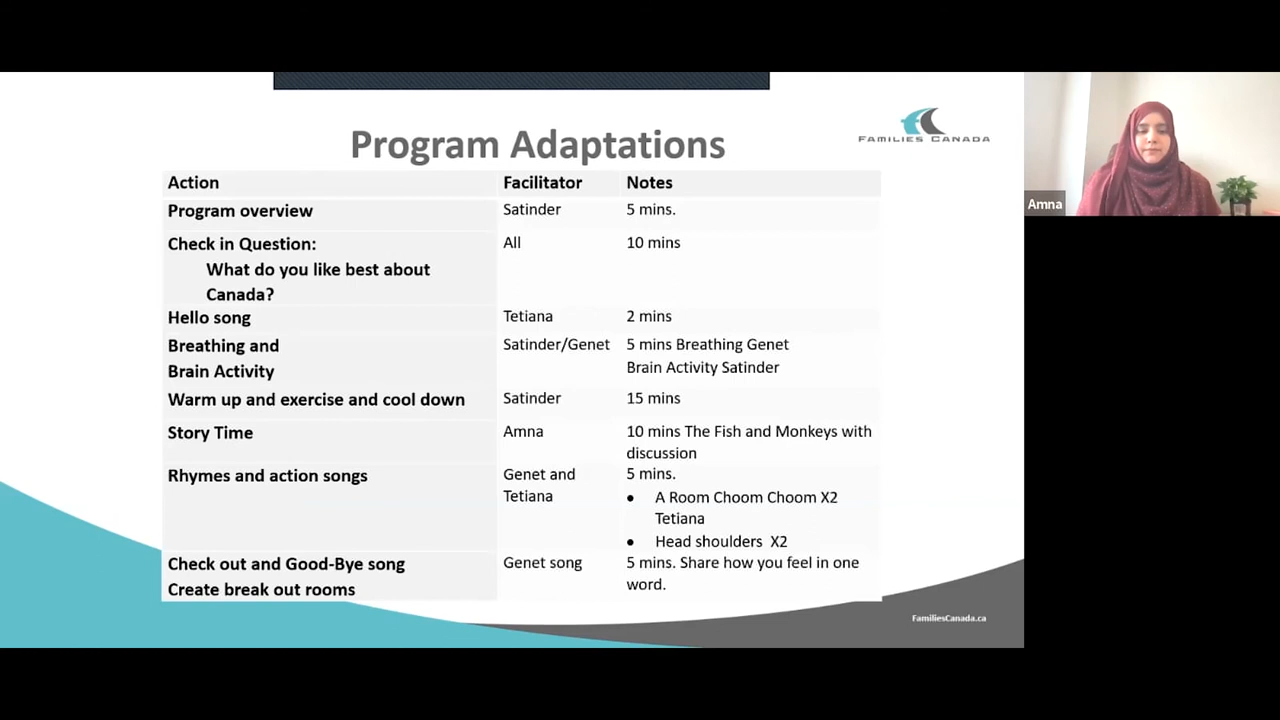 Program Adaptations
FAMILIES CANADA
Action Facilitator Notes
Program overview Satinder 5 mins.
Check in Question: All 10 mins
What do you like best about
Canada?
Hello song Tetiana 2 mins
Breathing and Satinder/Genet 5 mins Breathing Genet
Brain Activity Brain Activity Satinder
Warm up and exercise and cool down Satinder 15 mins
Story Time Amna 10 mins The Fish and Monkeys with
discussion
Rhymes and action songs Genet and 5 mins.
Tetiana • A Room Choom Choom X2
Tetiana
• Head shoulders X2
Check out and Good-Bye song Genet song 5 mins. Share how you feel in one
Create break out rooms word.
FamiliesCanada.ca
Amna